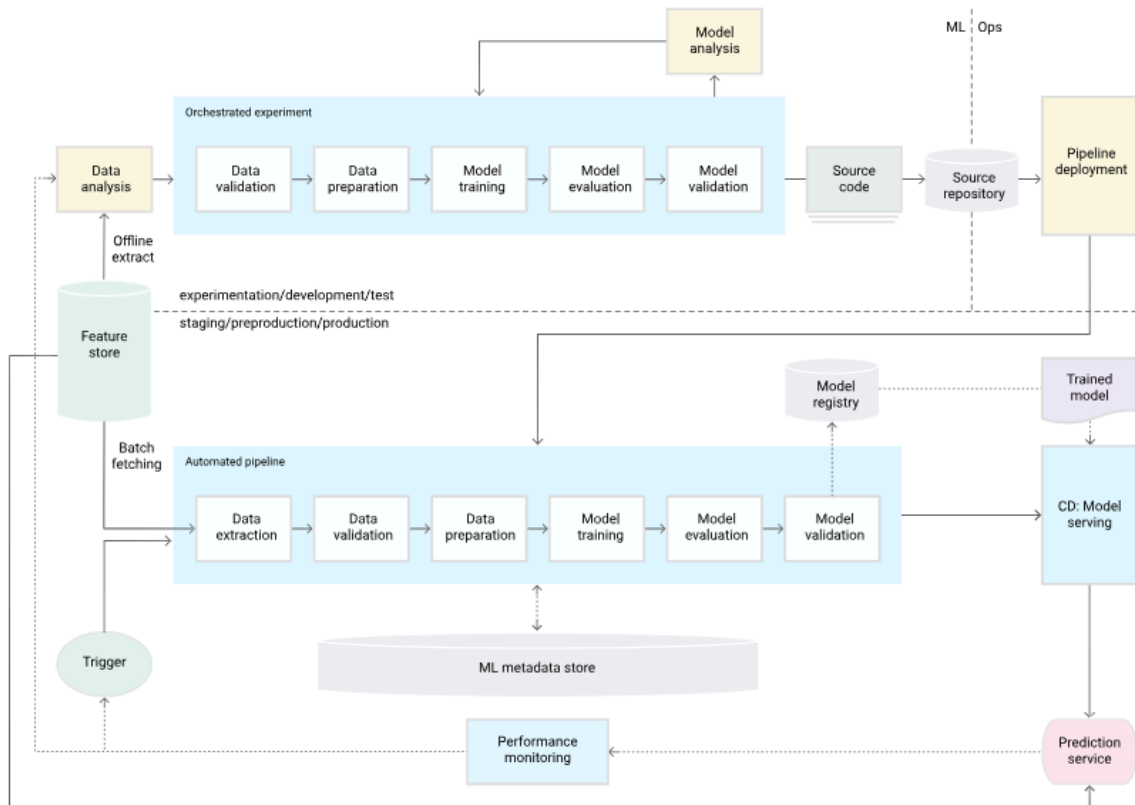 Model
analysis
ML
Ops
Orchestrated experiment
Data
analysis
Data
validation
Data
preparation
Model
training
Model
evaluation
Model
validation
Source
code
Source
repository
Pipeline
deployment
Offline
extract
experimentation/development/test
staging/preproduction/production
Feature
store
Model
registry
Trained
model
Batch
fetching
Automated pipeline
Data
extraction
Data
validation
Data
preparation
Model
training
Model
evaluation
Model
validation
CD: Model
serving
Trigger
ML metadata store
Performance
monitoring
Prediction
service